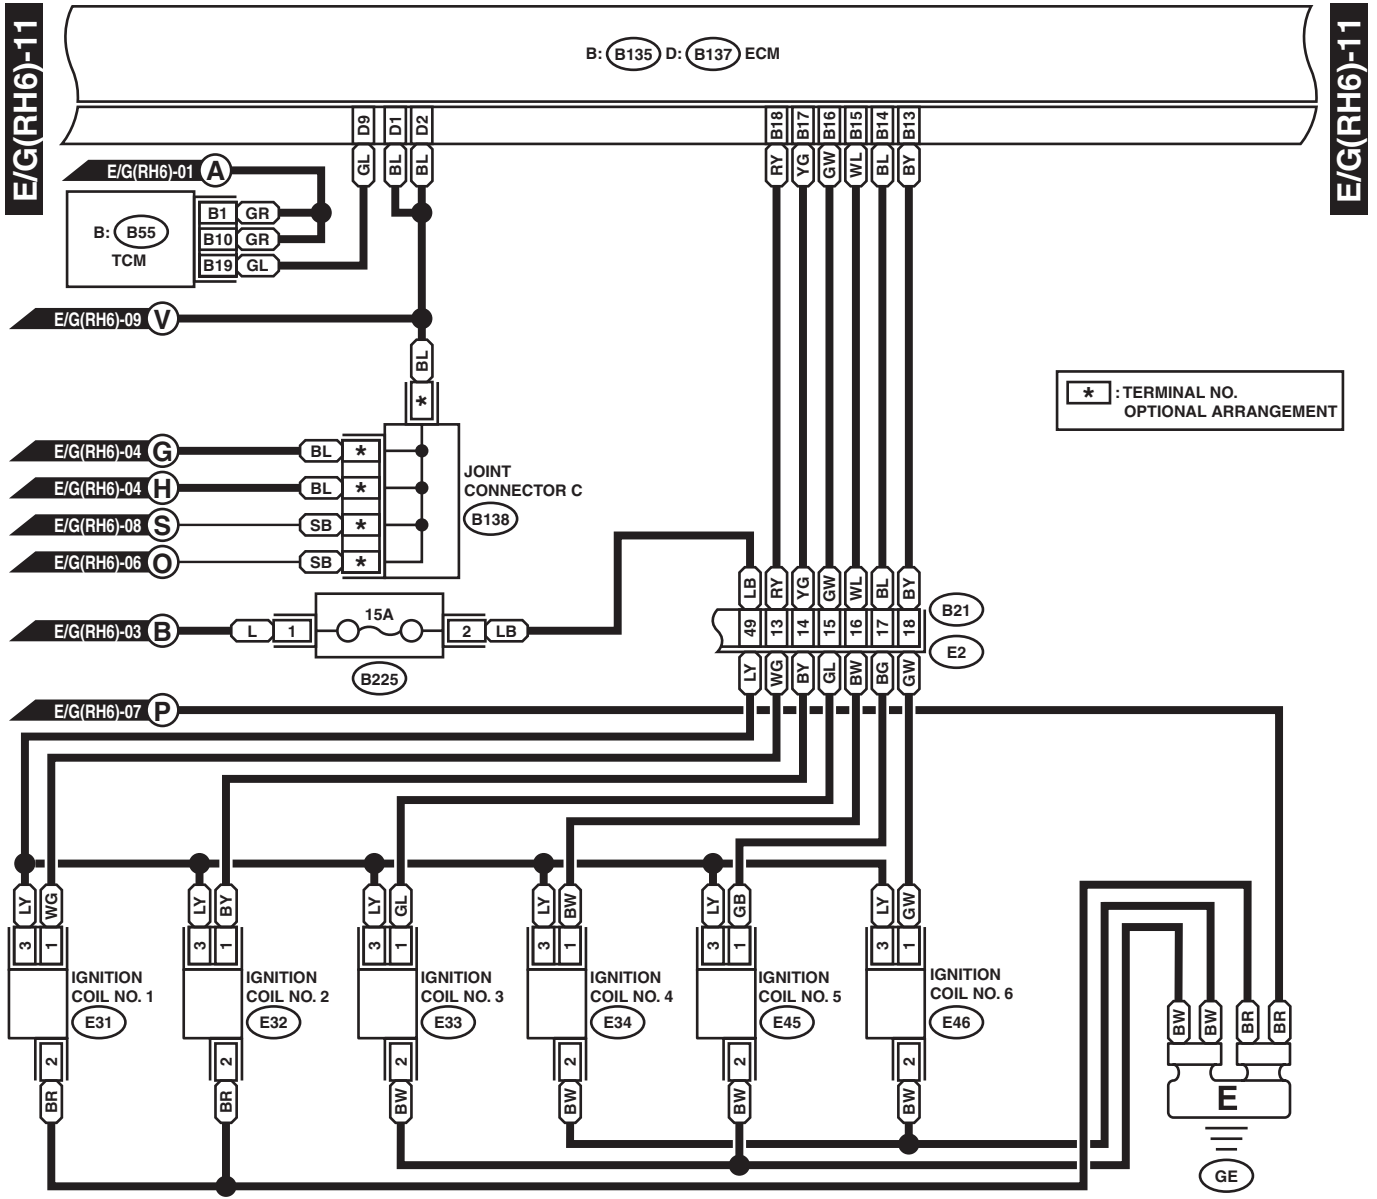 E/G(RH6)-11
E/G(RH6)-11
B: B135 D: B137 ECM
D9 D1 D2 B18 B17 B16 B15 B14 B13
GL BL BL RY YG GW WL BL BY
E/G(RH6)-01 A
B1 GR
B: B55
B10 GR
TCM
B19 GL
E/G(RH6)-09 V
BL
*
* : TERMINAL NO.
OPTIONAL ARRANGEMENT
E/G(RH6)-04 G BL *
JOINT
E/G(RH6)-04 H BL *
CONNECTOR C
B138
E/G(RH6)-08 S SB *
E/G(RH6)-06 O SB *
LB RY YG GW WL BL BY
15A
B21
E/G(RH6)-03 B L 1 2 LB
49 13 14 15 16 17 18
E2
B225
LY WG BY GL BW BG GW
E/G(RH6)-07 P
LY WG LY BY LY GL LY BW LY GB LY GW
3 1 3 1 3 1 3 1 3 1 3 1
IGNITION
COIL NO. 1
E31
IGNITION
COIL NO. 2
E32
IGNITION
COIL NO. 3
E33
IGNITION
COIL NO. 4
E34
IGNITION
COIL NO. 5
E45
IGNITION
COIL NO. 6
E46
BW BW BR BR
2 2 2 2 2 2
BR BR BW BW BW BW
E
GE